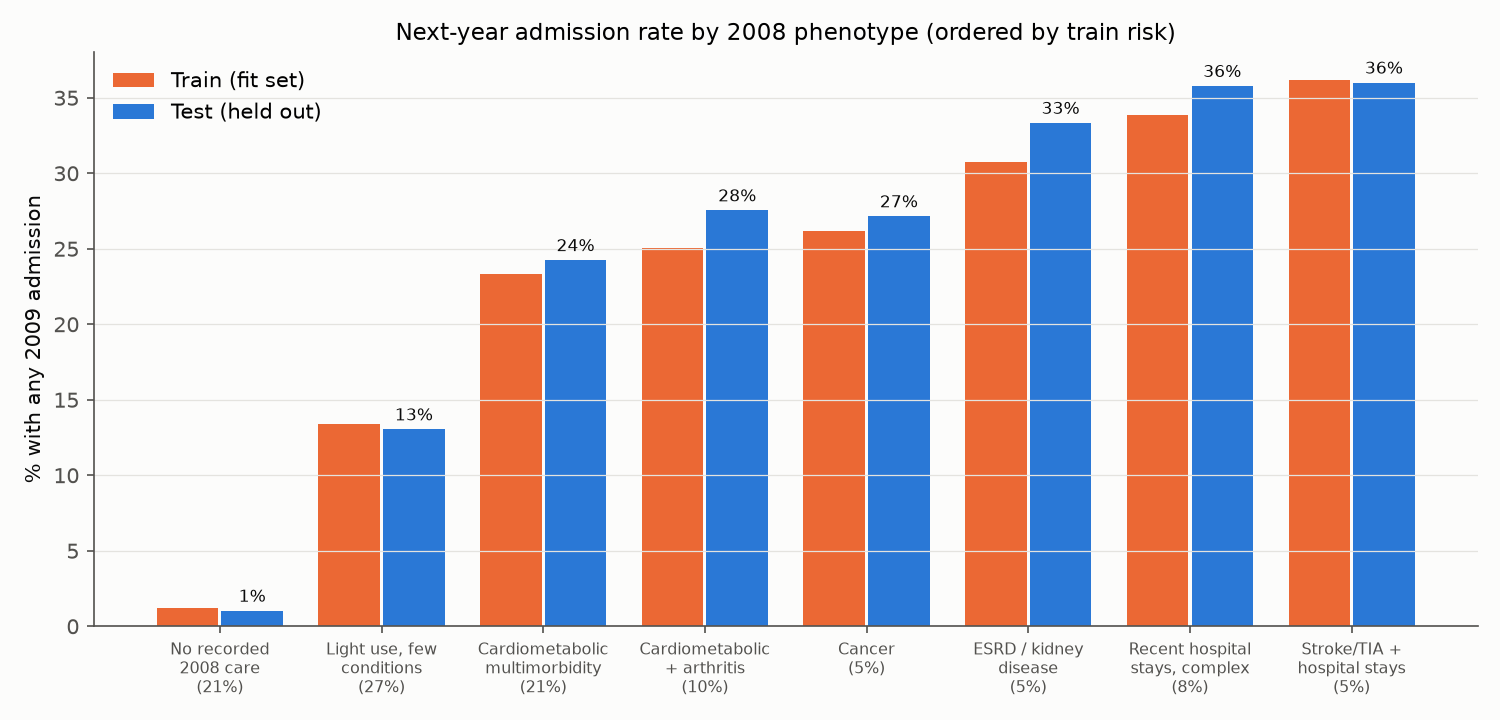 Next-year admission rate by 2008 phenotype (ordered by train risk)
Train (fit set)
Test (held out)
% with any 2009 admission
35
30
25
20
15
10
5
0
1%
13%
24%
28%
27%
33%
36%
36%
No recorded
2008 care
(21%)
Light use, few
conditions
(27%)
Cardiometabolic
multimorbidity
(21%)
Cardiometabolic
+ arthritis
(10%)
Cancer
(5%)
ESRD / kidney
disease
(5%)
Recent hospital
stays, complex
(8%)
Stroke/TIA +
hospital stays
(5%)